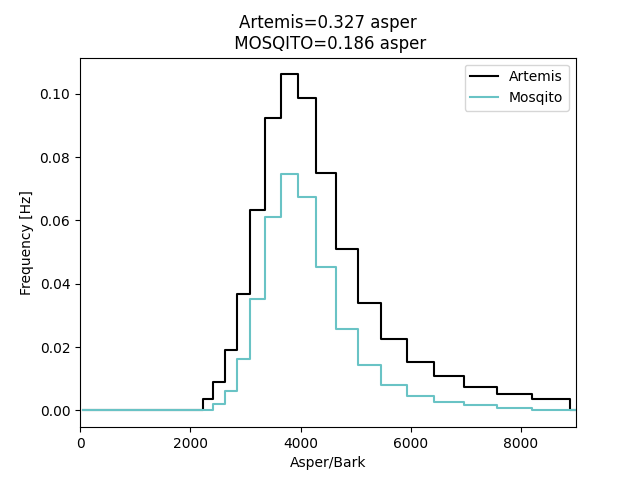 Artemis=0.327 asper
MOSQITO=0.186 asper
Artemis
Mosqito
0.10
0.08
0.06
0.04
0.02
0.00
Frequency [Hz]
0 2000 4000 6000 8000
Asper/Bark